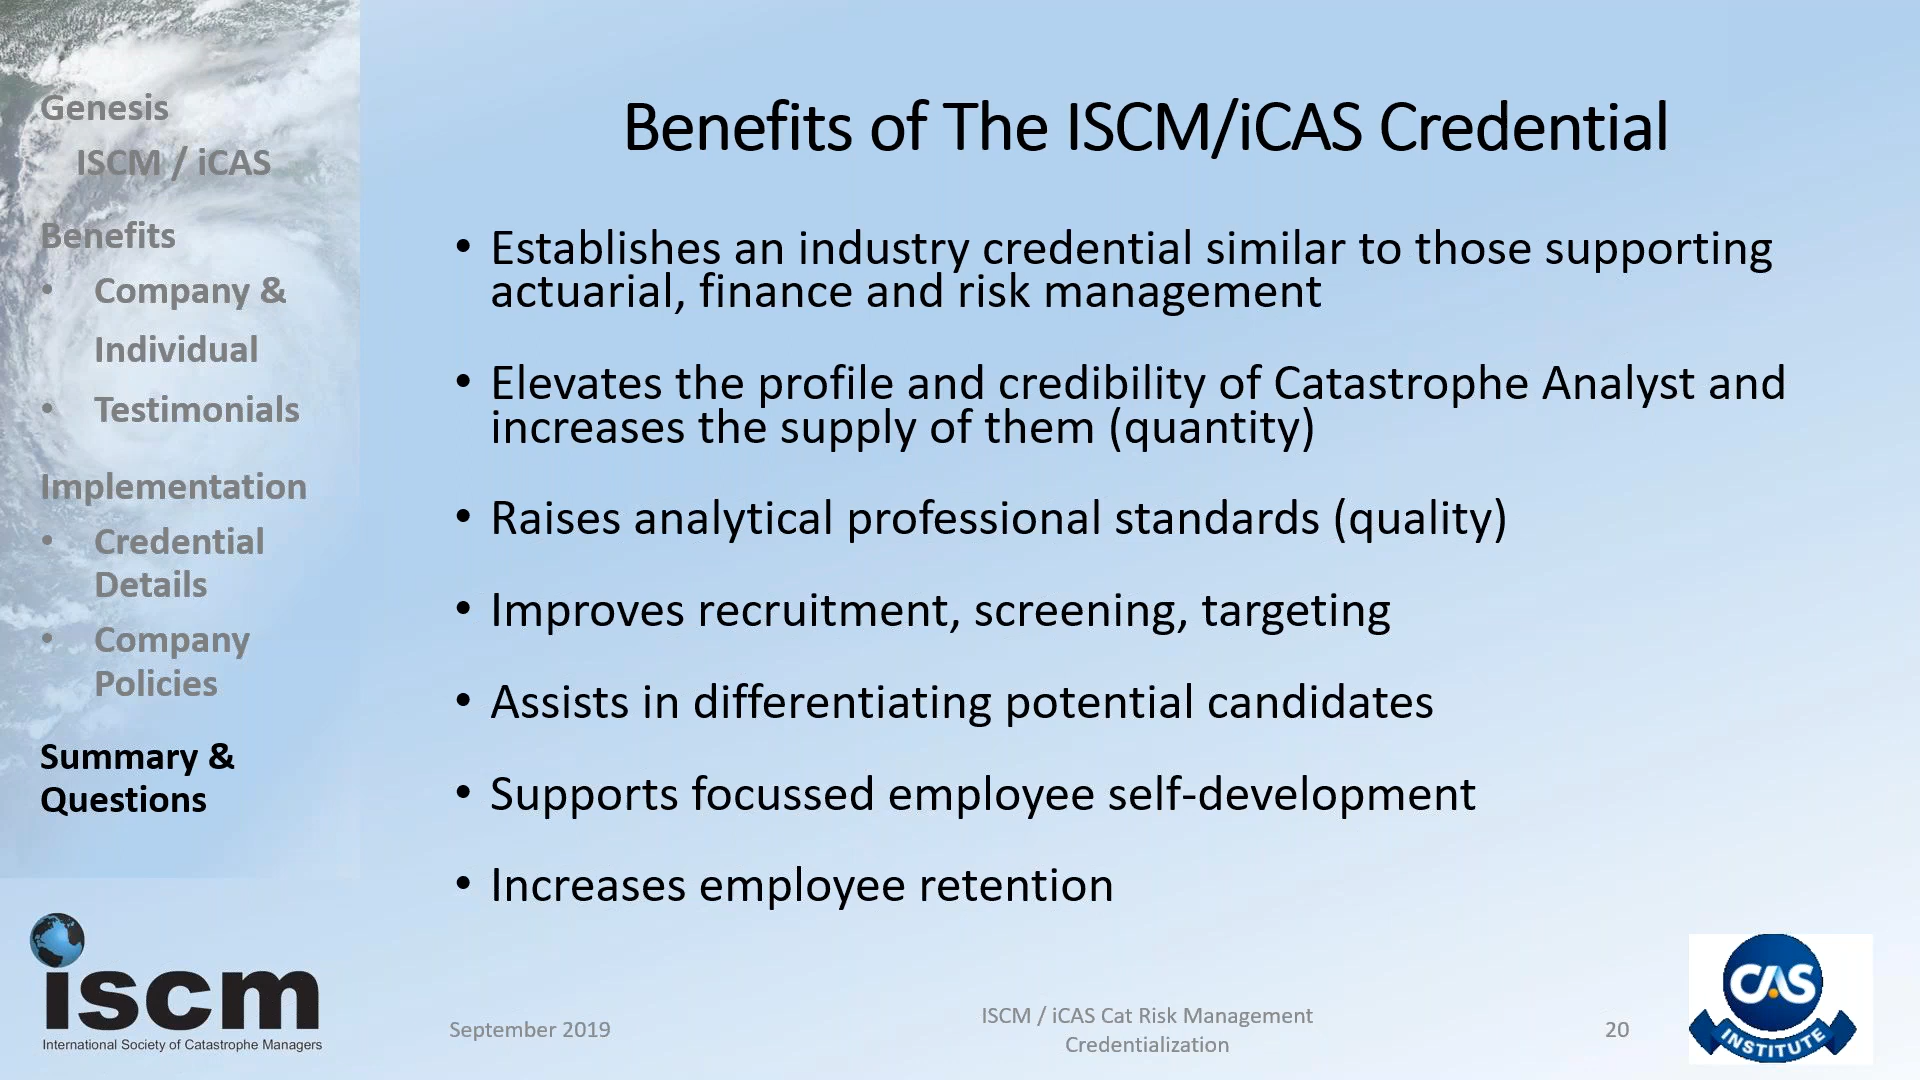 Genesis
ISCM / iCAS
Benefits
• Company &
Individual
• Testimonials
Implementation
• Credential
Details
• Company
Policies
Summary &
Questions
Benefits of The ISCM/iCAS Credential
• Establishes an industry credential similar to those supporting
actuarial, finance and risk management
• Elevates the profile and credibility of Catastrophe Analyst and
increases the supply of them (quantity)
• Raises analytical professional standards (quality)
• Improves recruitment, screening, targeting
• Assists in differentiating potential candidates
• Supports focussed employee self-development
• Increases employee retention
iscm
International Society of Catastrophe Managers
September 2019
ISCM / iCAS Cat Risk Management
Credentialization
20
CAS
INSTITUTE